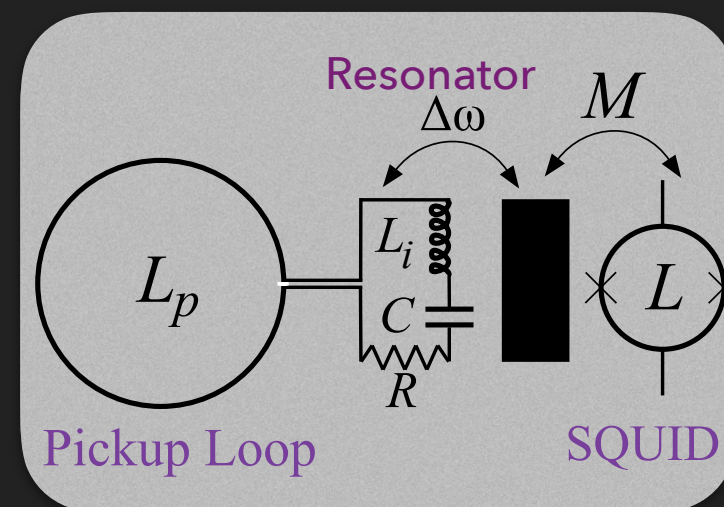 Resonator
Δω
M
L_p
L_i
C
R
L
Pickup Loop
SQUID